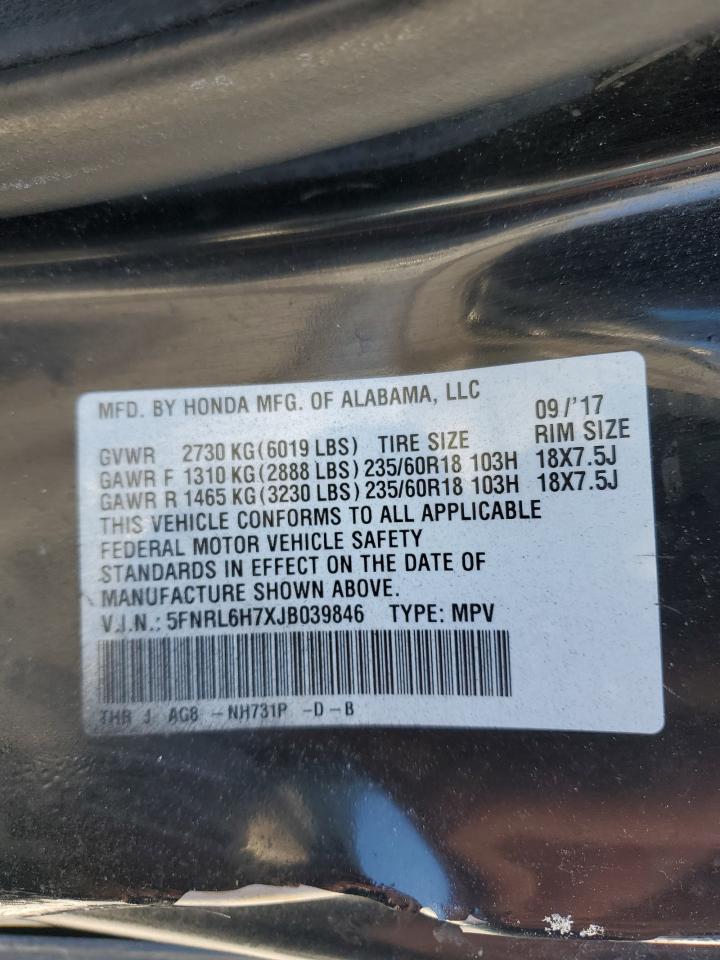 MFD. BY HONDA MFG. OF ALABAMA, LLC 09/'17
GVWR 2730 KG(6019 LBS) TIRE SIZE RIM SIZE
GAWR F 1310 KG(2888 LBS)235/60R18 103H 18X7.5J
GAWR R 1465 KG(3230 LBS)235/60R18 103H 18X7.5J
THIS VEHICLE CONFORMS TO ALL APPLICABLE
FEDERAL MOTOR VEHICLE SAFETY
STANDARDS IN EFFECT ON THE DATE OF
MANUFACTURE SHOWN ABOVE.
V.I.N.: 5FNRL6H7XJB039846 TYPE: MPV
THR J AG8 -NH731P -D-B